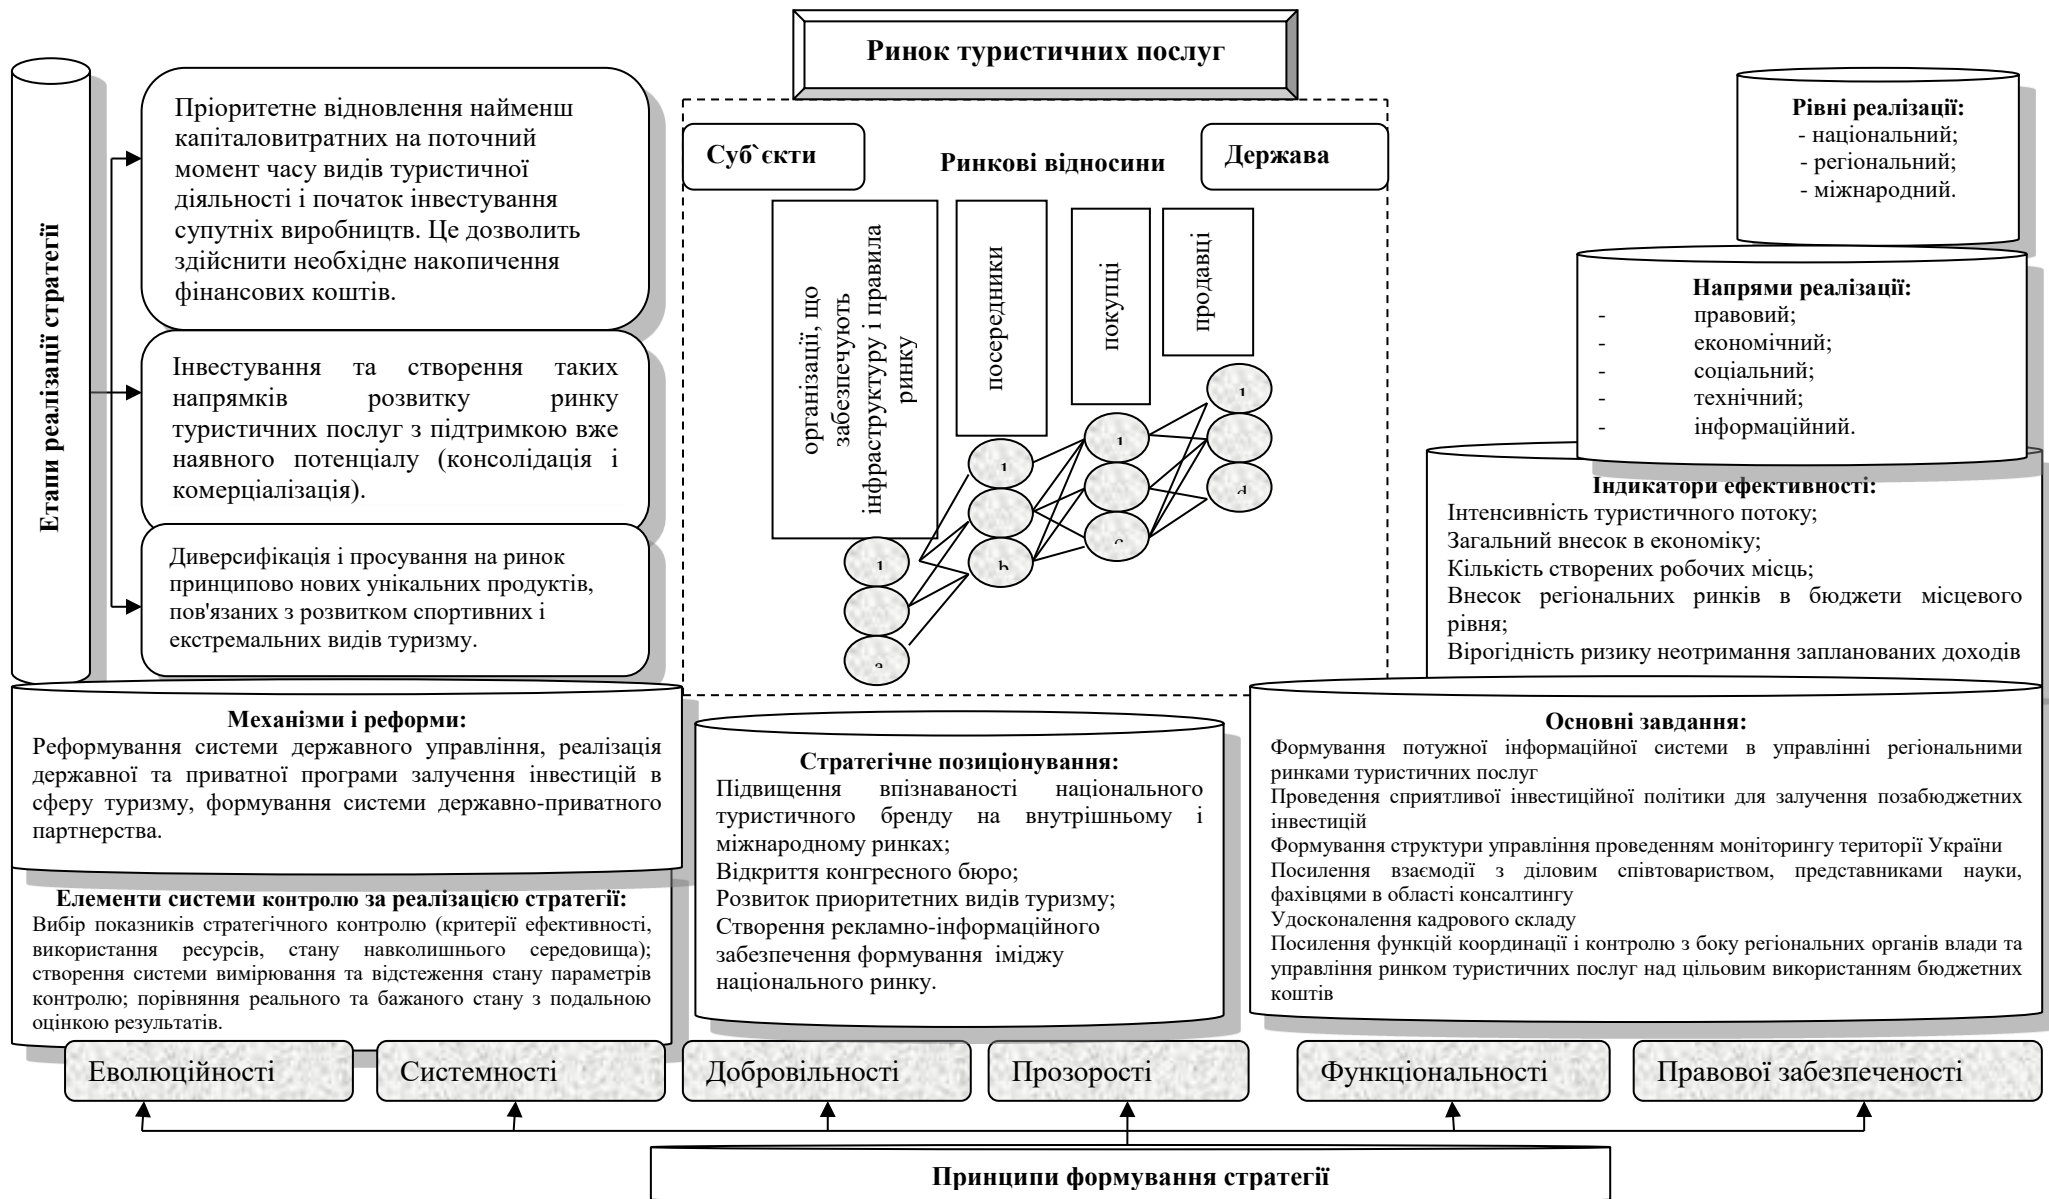 Ринок туристичних послуг
Етапи реалізації стратегії
Пріоритетне відновлення найменш
капіталовитратних на поточний
момент часу видів туристичної
діяльності і початок інвестування
супутніх виробництв. Це дозволить
здійснити необхідне накопичення
фінансових коштів.
Інвестування та створення таких
напрямків розвитку ринку
туристичних послуг з підтримкою вже
наявного потенціалу (консолідація і
комерціалізація).
Диверсифікація і просування на ринок
принципово нових унікальних продуктів,
пов'язаних з розвитком спортивних і
екстремальних видів туризму.
Суб`єкти
Ринкові відносини
Держава
організації, що
забезпечують
інфраструктуру і правила
ринку
посередники
покупці
продавці
1
1
b
1
c
1
d
Рівні реалізації:
- національний;
- регіональний;
- міжнародний.
Напрями реалізації:
- правовий;
- економічний;
- соціальний;
- технічний;
- інформаційний.
Індикатори ефективності:
Інтенсивність туристичного потоку;
Загальний внесок в економіку;
Кількість створених робочих місць;
Внесок регіональних ринків в бюджети місцевого
рівня;
Вірогідність ризику неотримання запланованих доходів
Механізми і реформи:
Реформування системи державного управління, реалізація
державної та приватної програми залучення інвестицій в
сферу туризму, формування системи державно-приватного
партнерства.
Елементи системи контролю за реалізацією стратегії:
Вибір показників стратегічного контролю (критерії ефективності,
використання ресурсів, стану навколишнього середовища);
створення системи вимірювання та відстеження стану параметрів
контролю; порівняння реального та бажаного стану з подальною
оцінкою результатів.
Стратегічне позиціонування:
Підвищення впізнаваності національного
туристичного бренду на внутрішньому і
міжнародному ринках;
Відкриття конгресного бюро;
Розвиток приоритетних видів туризму;
Створення рекламно-інформаційного
забезпечення формування іміджу
національного ринку.
Основні завдання:
Формування потужної інформаційної системи в управлінні регіональними
ринками туристичних послуг
Проведення сприятливої інвестиційної політики для залучення позабюджетних
інвестицій
Формування структури управління проведенням моніторингу території України
Посилення взаємодії з діловим співтовариством, представниками науки,
фахівцями в області консалтингу
Удосконалення кадрового складу
Посилення функцій координації і контролю з боку регіональних органів влади та
управління ринком туристичних послуг над цільовим використанням бюджетних
коштів
Еволюційності
Системності
Добровільності
Прозорості
Функціональності
Правової забезпеченості
Принципи формування стратегії